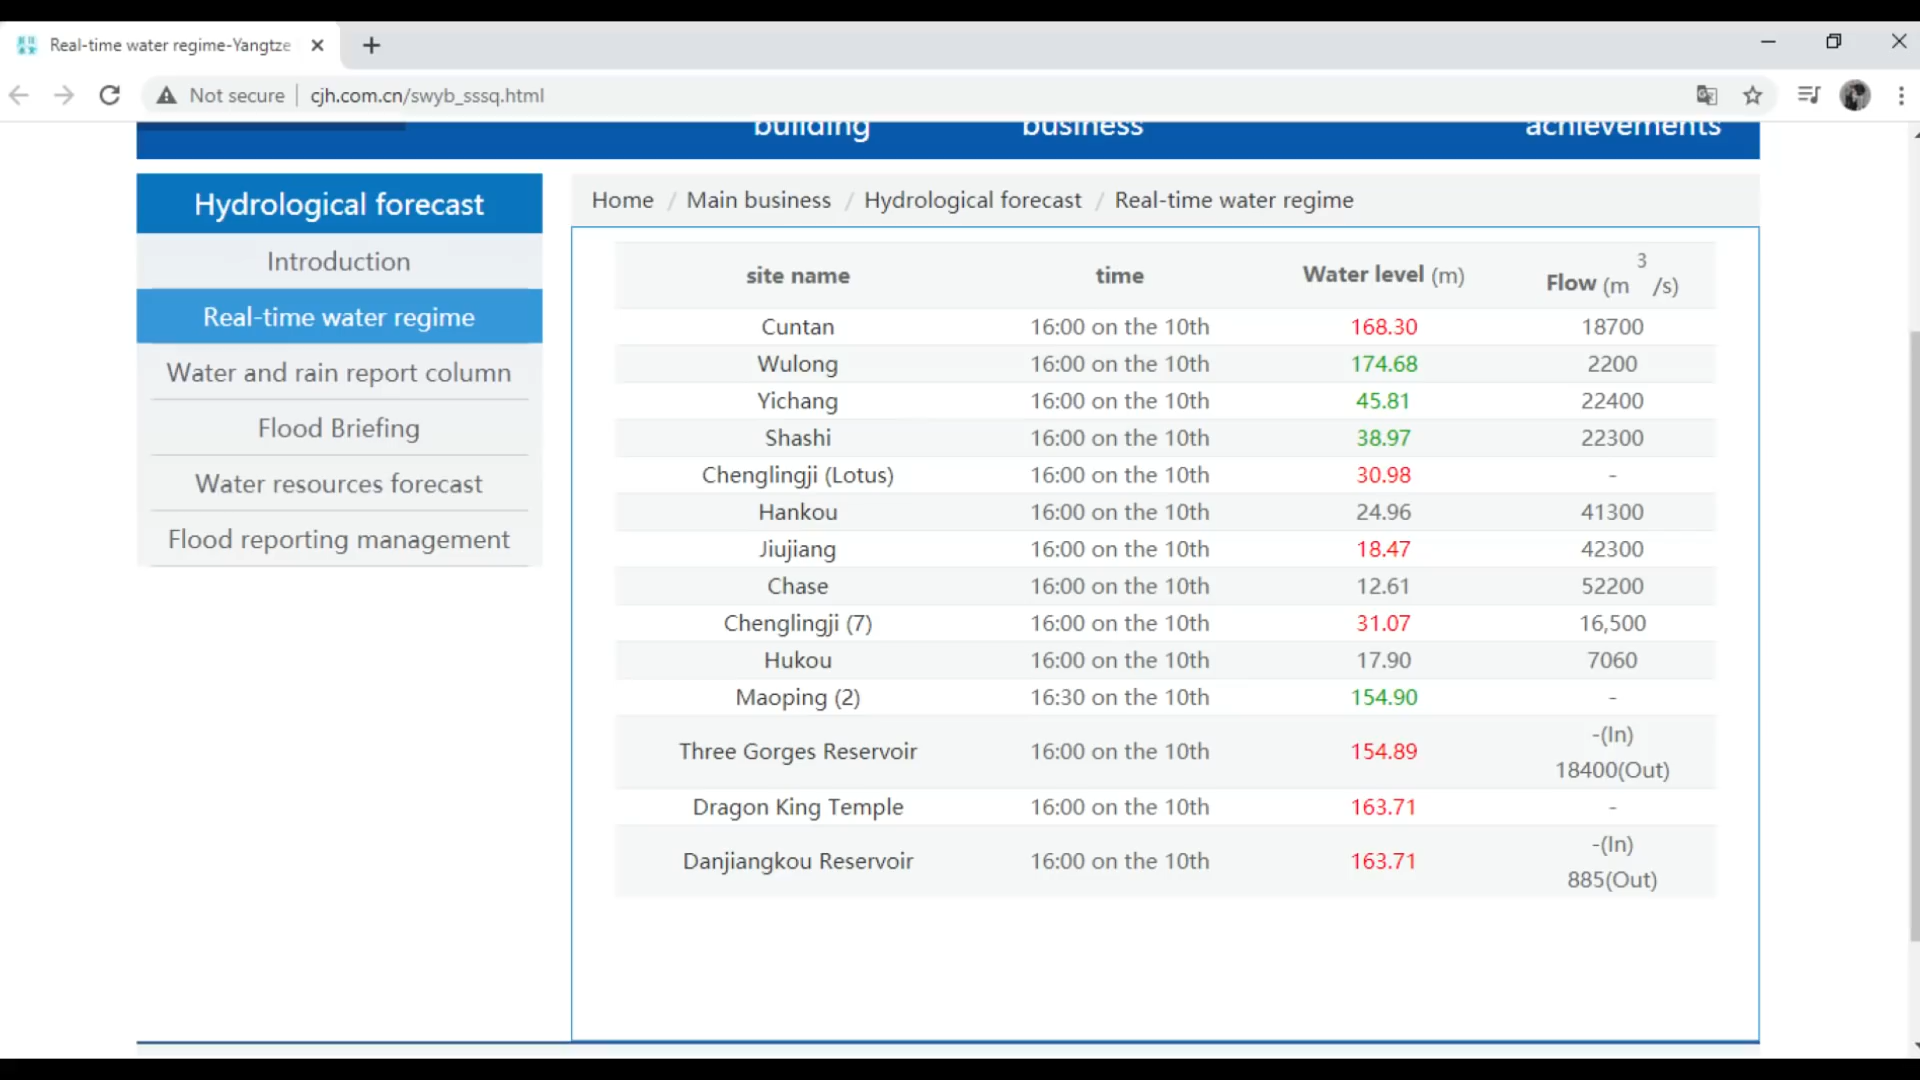 Real-time water regime-Yangtze
Not secure cjh.com.cn/swyb_sssq.html
building business achievements
Hydrological forecast
Introduction
Real-time water regime
Water and rain report column
Flood Briefing
Water resources forecast
Flood reporting management
Home / Main business / Hydrological forecast / Real-time water regime
site name time Water level (m) Flow (m 3 /s)
Cuntan 16:00 on the 10th 168.30 18700
Wulong 16:00 on the 10th 174.68 2200
Yichang 16:00 on the 10th 45.81 22400
Shashi 16:00 on the 10th 38.97 22300
Chenglingji (Lotus) 16:00 on the 10th 30.98 -
Hankou 16:00 on the 10th 24.96 41300
Jiujiang 16:00 on the 10th 18.47 42300
Chase 16:00 on the 10th 12.61 52200
Chenglingji (7) 16:00 on the 10th 31.07 16,500
Hukou 16:00 on the 10th 17.90 7060
Maoping (2) 16:30 on the 10th 154.90 -
Three Gorges Reservoir 16:00 on the 10th 154.89 -(In)
18400(Out)
Dragon King Temple 16:00 on the 10th 163.71 -
Danjiangkou Reservoir 16:00 on the 10th 163.71 -(In)
885(Out)